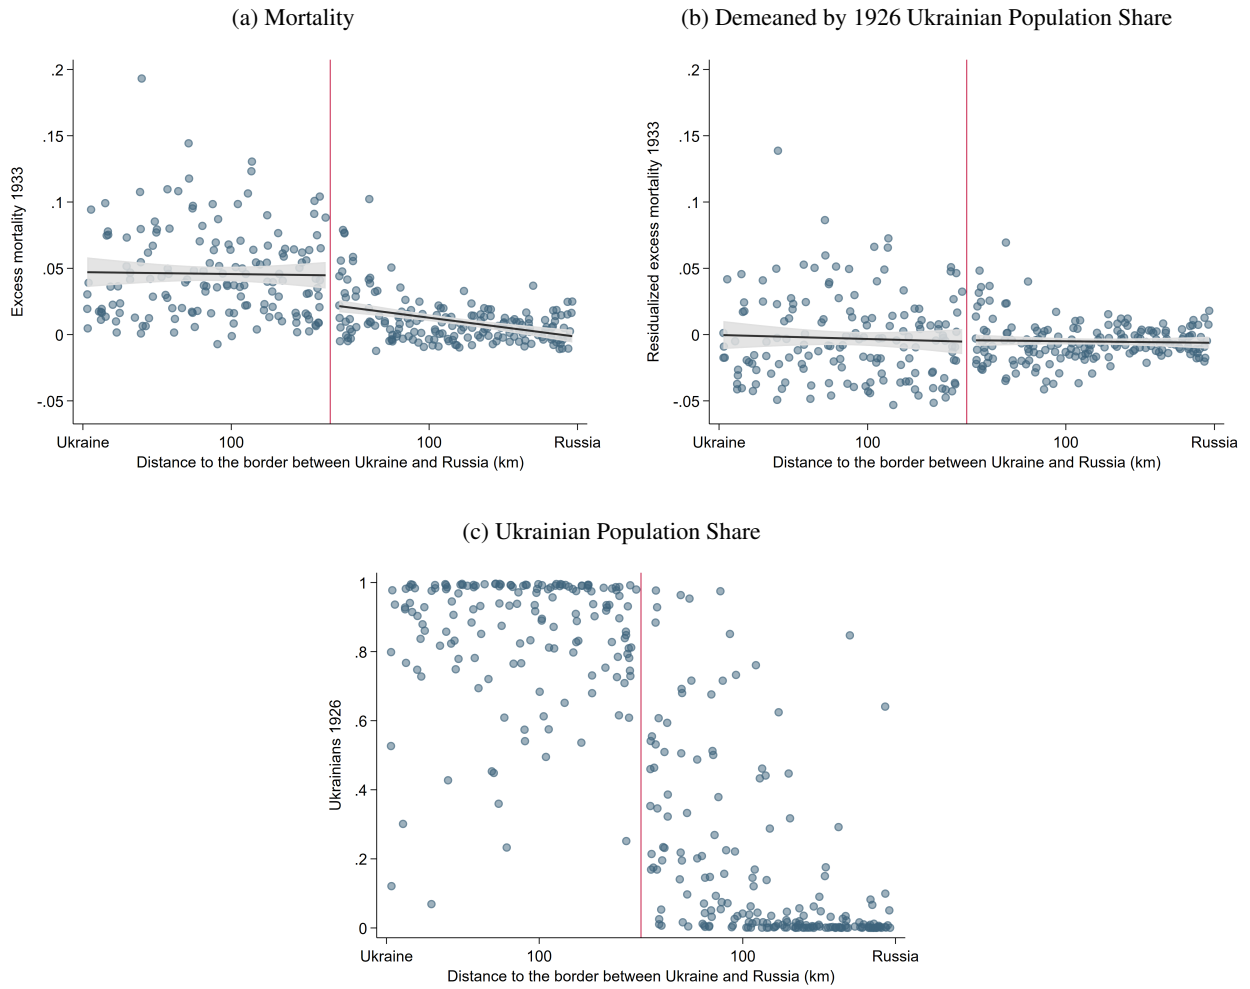 (a) Mortality
.2
.15
.1
.05
0
-.05
Excess mortality 1933
Ukraine 100 100 Russia
Distance to the border between Ukraine and Russia (km)
(b) Demeaned by 1926 Ukrainian Population Share
.2
.15
.1
.05
0
-.05
Residualized excess mortality 1933
Ukraine 100 100 Russia
Distance to the border between Ukraine and Russia (km)
(c) Ukrainian Population Share
1
.8
.6
.4
.2
0
Ukrainians 1926
Ukraine 100 100 Russia
Distance to the border between Ukraine and Russia (km)